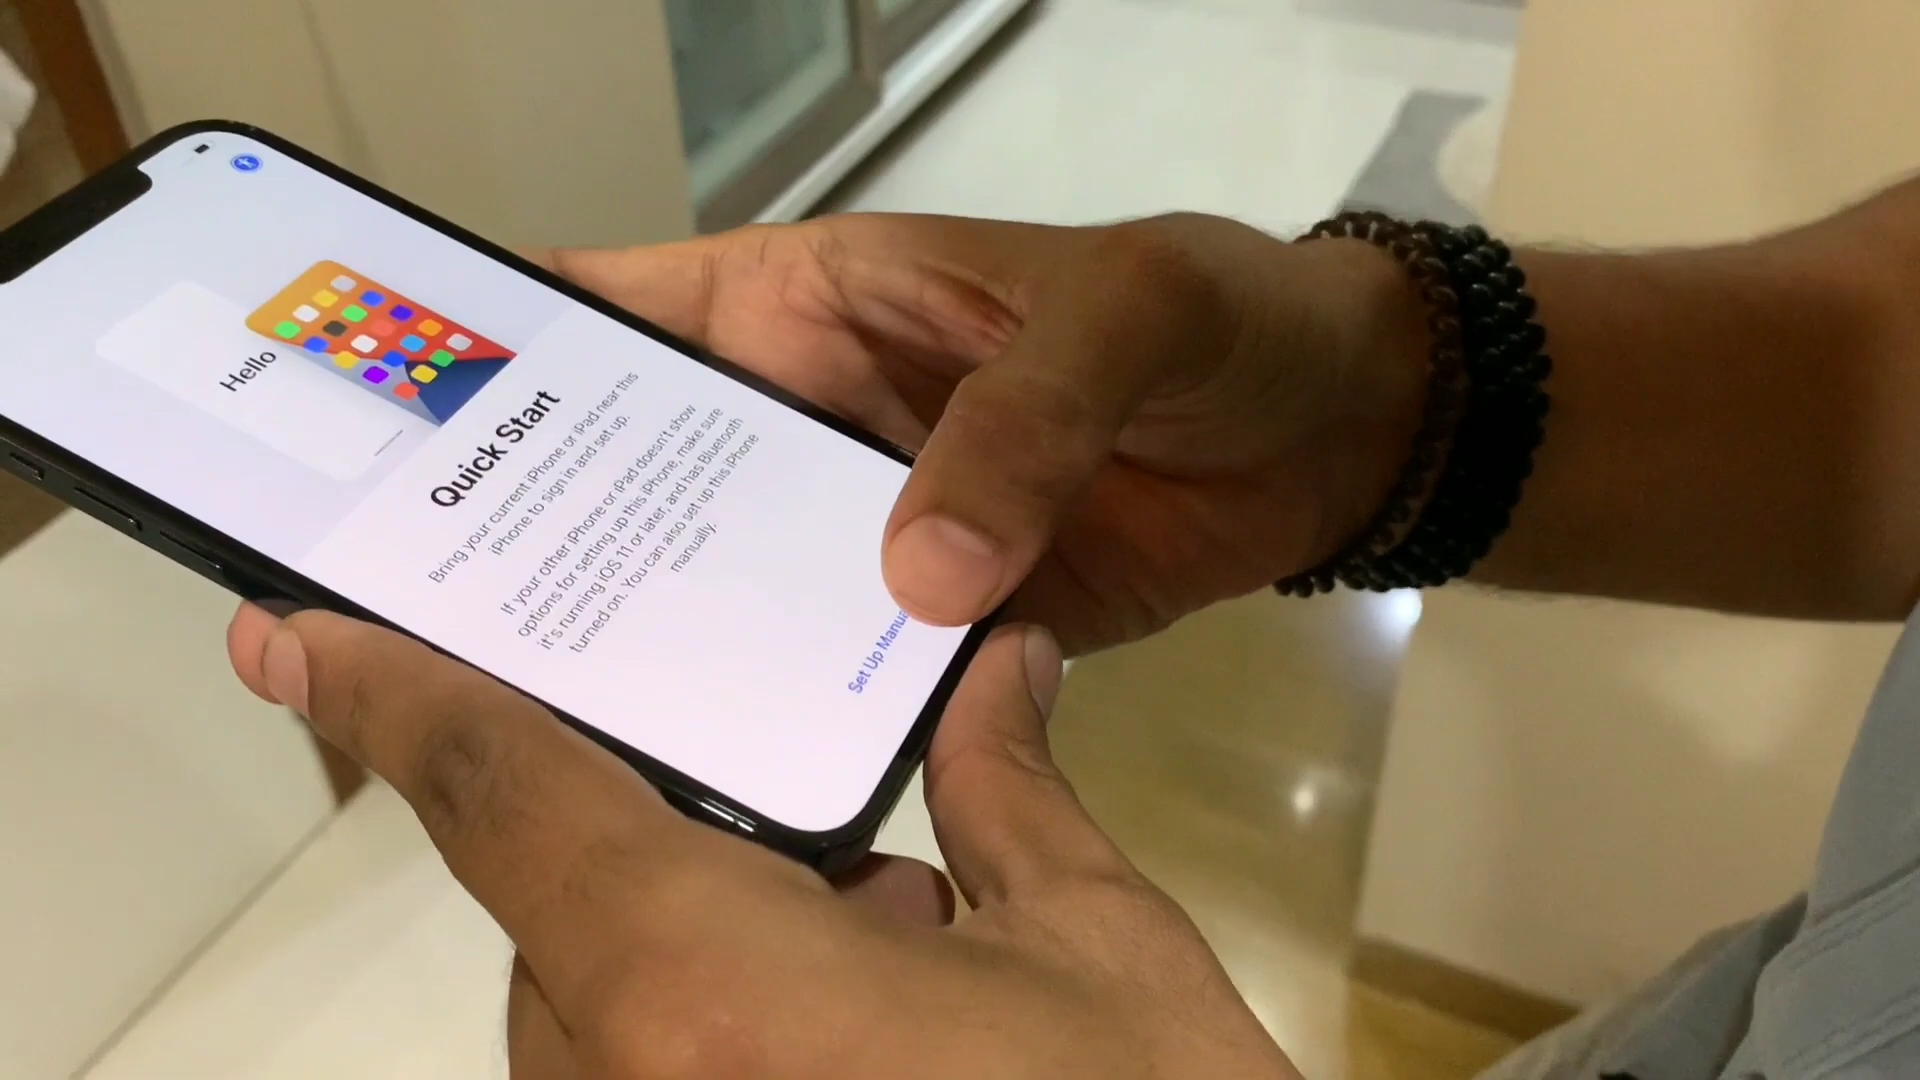 Hello
Quick Start
Bring your current iPhone or iPad near this
iPhone to sign in and set up.
If your other iPhone or iPad doesn't show
options for setting up this iPhone, make sure
it's running iOS 11 or later, and has Bluetooth
turned on. You can also set up this iPhone
manually.
Set Up Manua